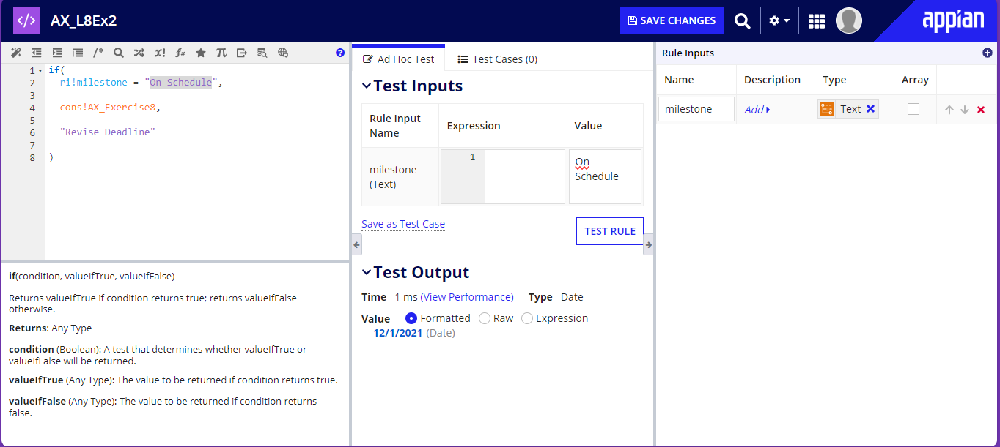 </> AX_L8Ex2
SAVE CHANGES
appian
/* x! fx π ?
Ad Hoc Test
Test Cases (0)
Rule Inputs
1 if(
2 ri!milestone = "On Schedule",
3
4 cons!AX_Exercise8,
5
6 "Revise Deadline"
7
8 )
if(condition, valueIfTrue, valueIfFalse)
Returns valueIfTrue if condition returns true; returns valueIfFalse
otherwise.
Returns: Any Type
condition (Boolean): A test that determines whether valueIfTrue or
valueIfFalse will be returned.
valueIfTrue (Any Type): The value to be returned if condition returns true.
valueIfFalse (Any Type): The value to be returned if condition returns
false.
Test Inputs
Rule Input
Name
Expression
Value
milestone
(Text)
1
On
Schedule
Save as Test Case
TEST RULE
Test Output
Time 1 ms (View Performance) Type Date
Value Formatted Raw Expression
12/1/2021 (Date)
Name Description Type Array
milestone Add Text